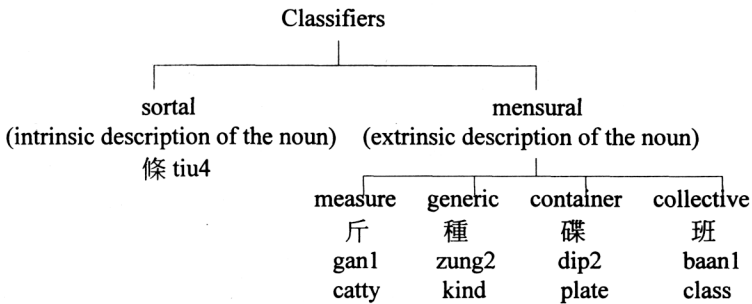 Classifiers
sortal mensural
(intrinsic description of the noun) (extrinsic description of the noun)
條 tiu4
measure generic container collective
斤 種 碟 班
gan1 zung2 dip2 baan1
catty kind plate class